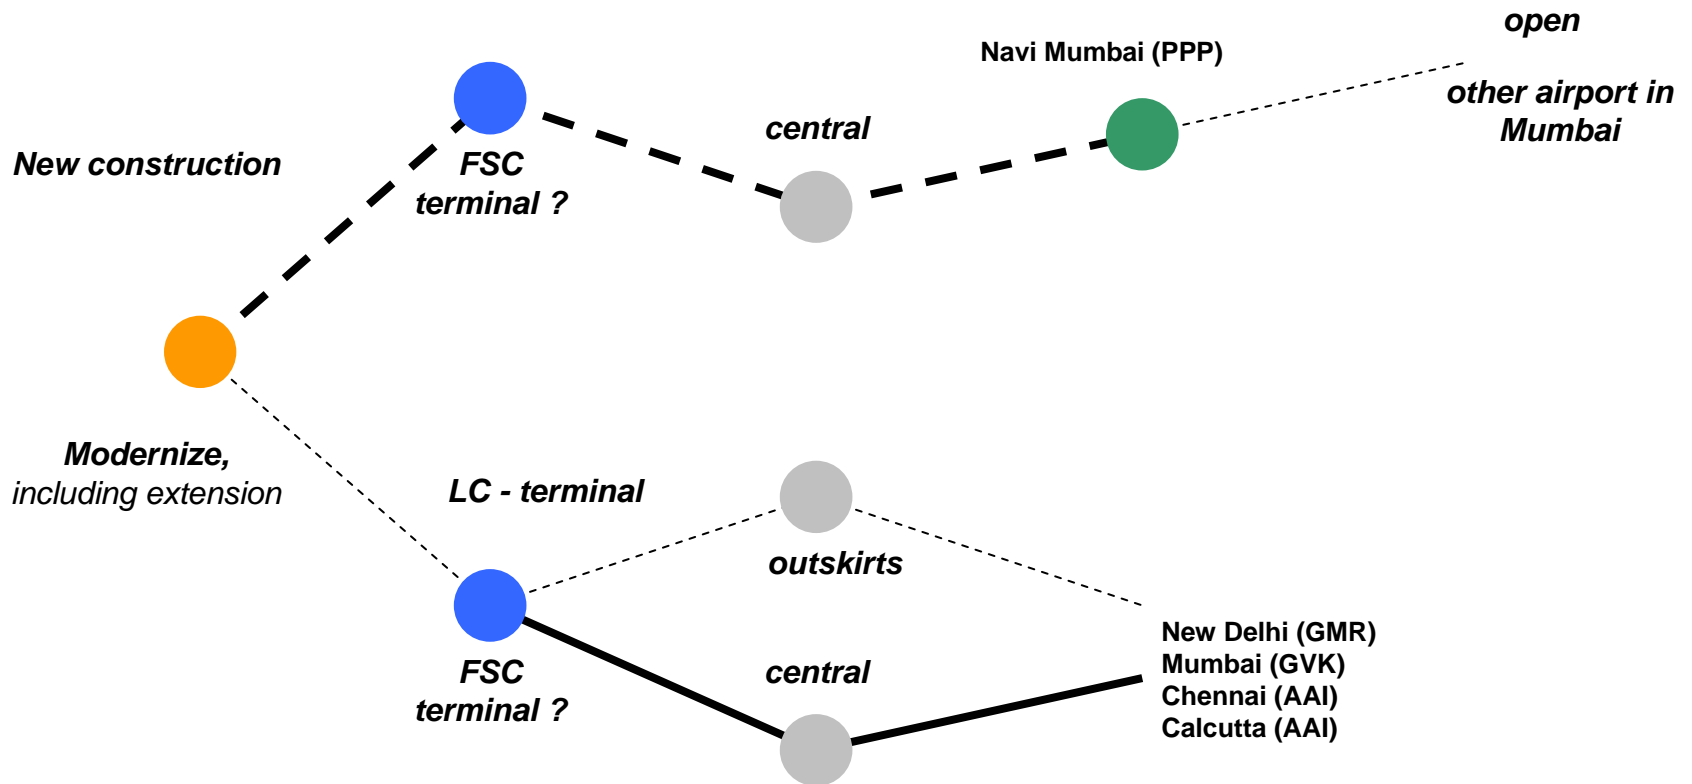 open
Navi Mumbai (PPP)
other airport in
Mumbai
central
New construction
FSC
terminal ?
Modernize,
including extension
LC - terminal
outskirts
New Delhi (GMR)
Mumbai (GVK)
Chennai (AAI)
Calcutta (AAI)
FSC
terminal ?
central